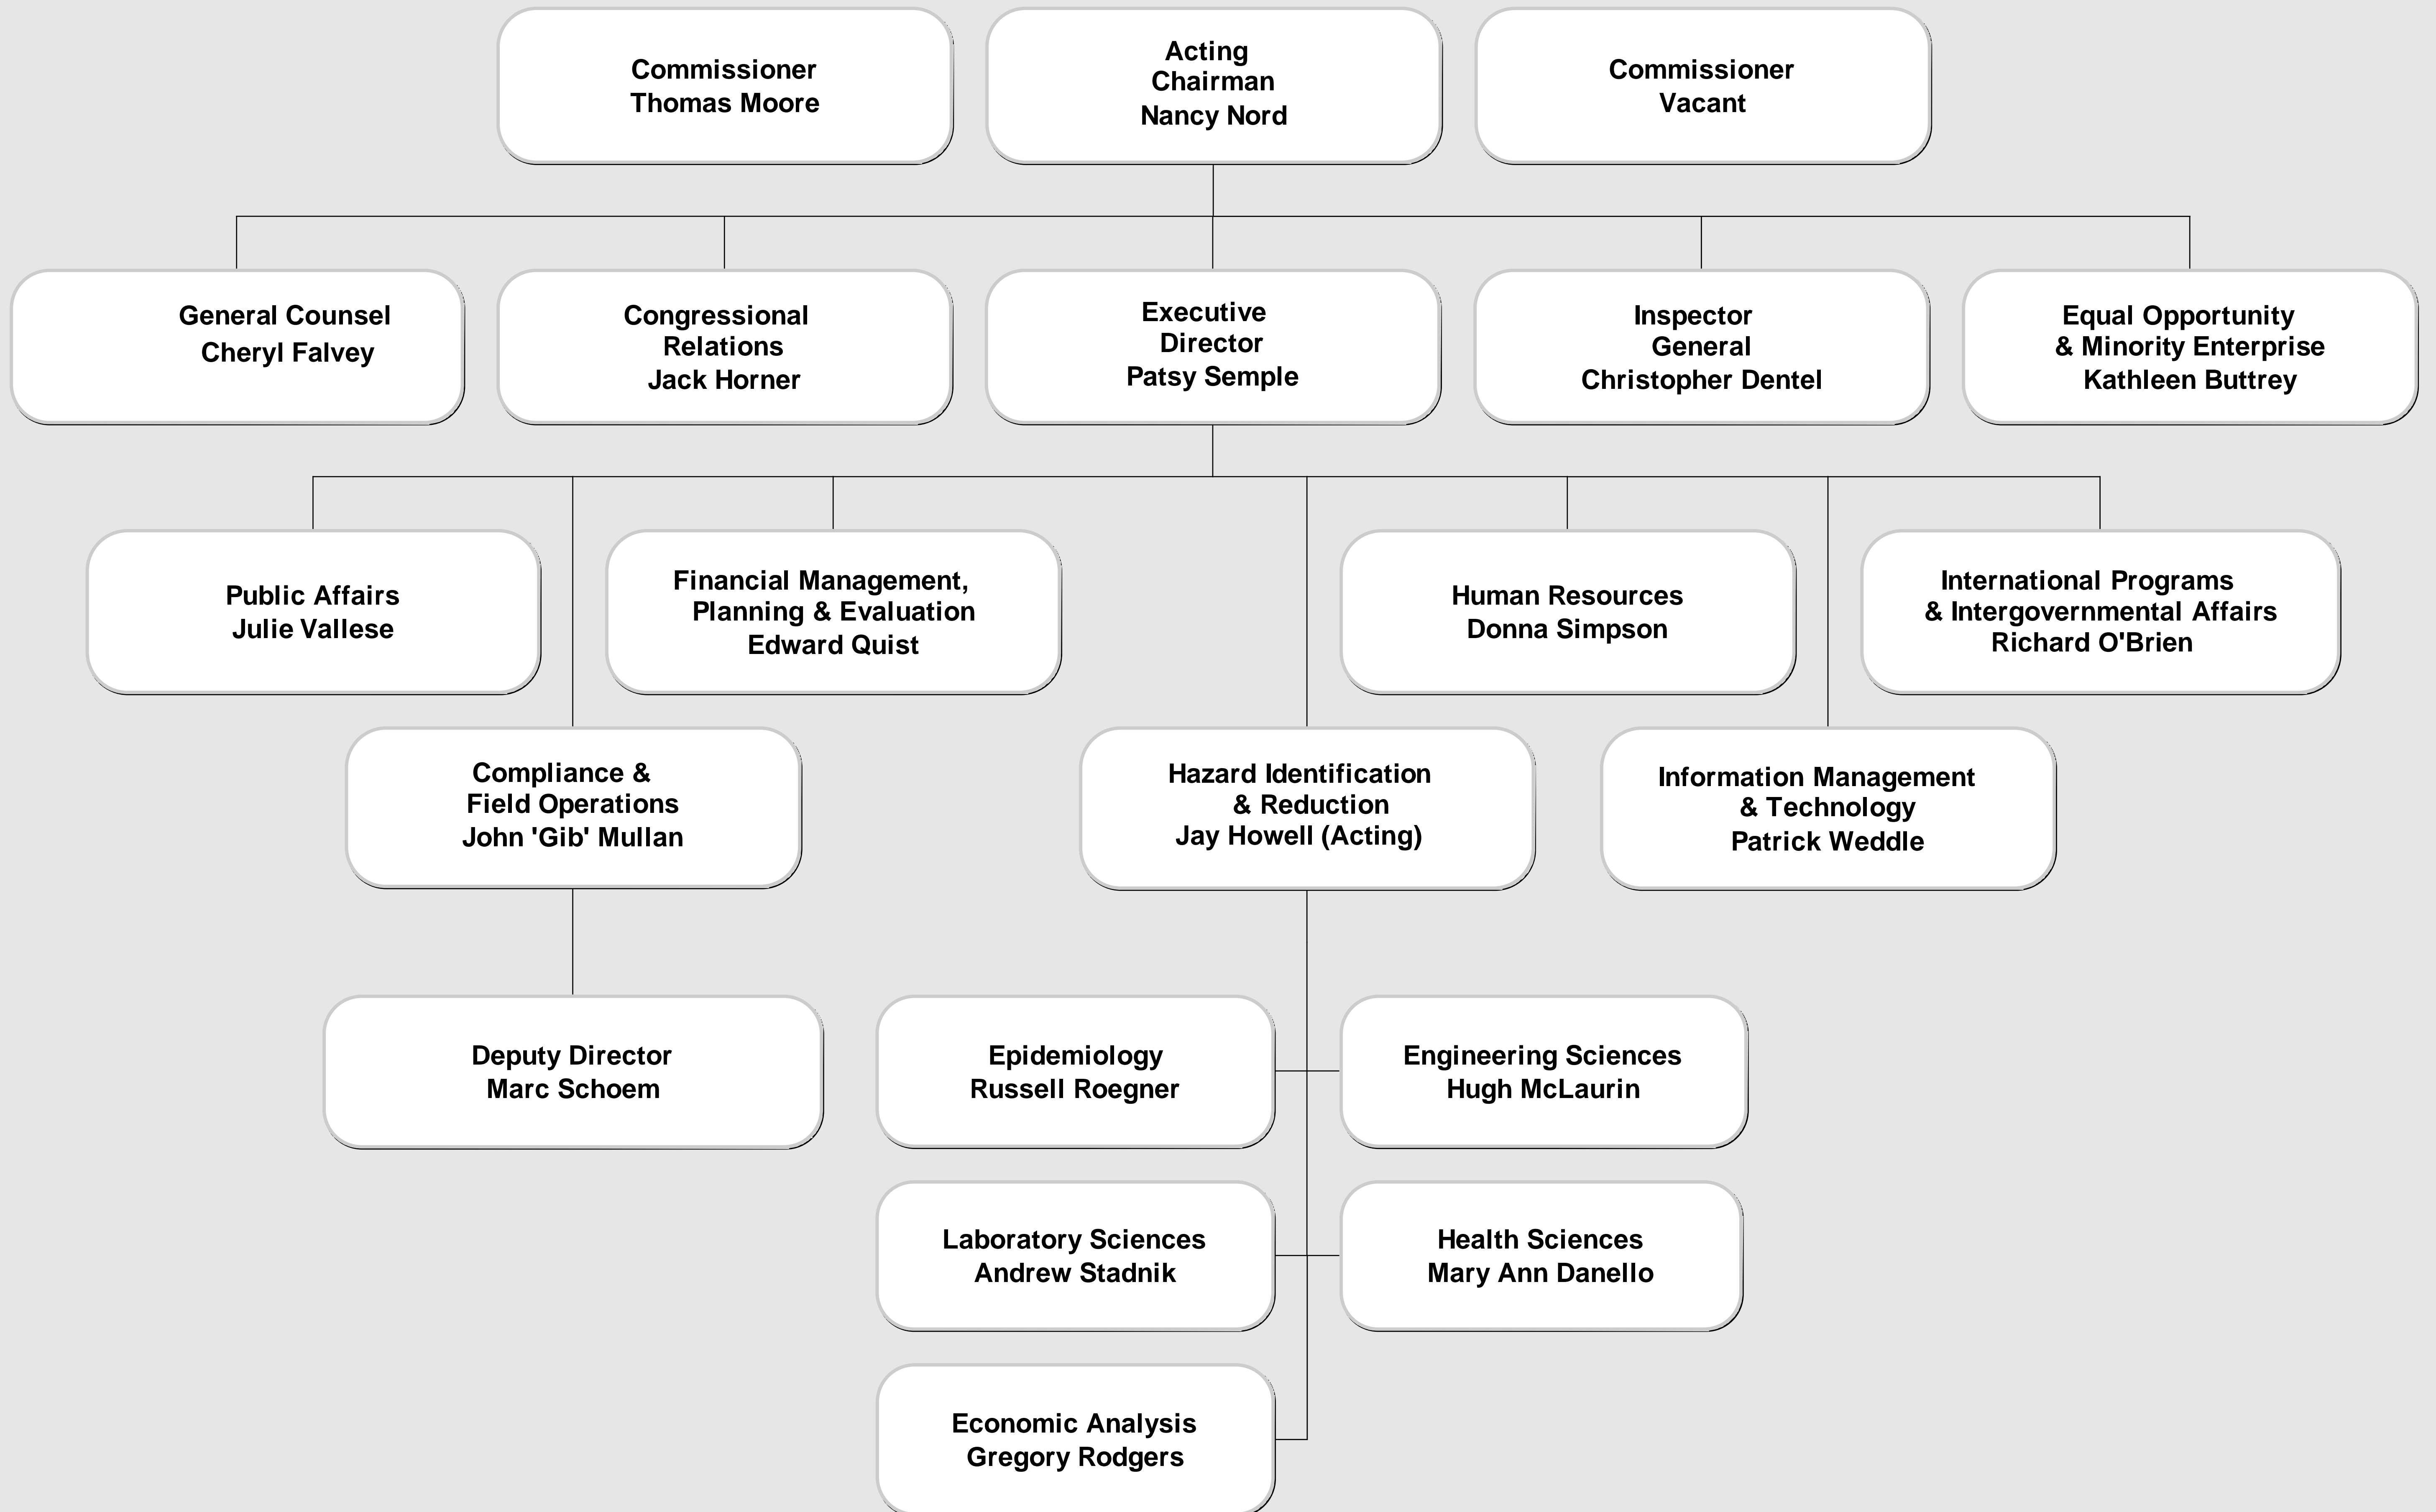 Commissioner
Thomas Moore
Acting
Chairman
Nancy Nord
Commissioner
Vacant
General Counsel
Cheryl Falvey
Congressional
Relations
Jack Horner
Executive
Director
Patsy Semple
Inspector
General
Christopher Dentel
Equal Opportunity
& Minority Enterprise
Kathleen Buttrey
Public Affairs
Julie Vallese
Financial Management,
Planning & Evaluation
Edward Quist
Human Resources
Donna Simpson
International Programs
& Intergovernmental Affairs
Richard O'Brien
Compliance &
Field Operations
John 'Gib' Mullan
Hazard Identification
& Reduction
Jay Howell (Acting)
Information Management
& Technology
Patrick Weddle
Deputy Director
Marc Schoem
Epidemiology
Russell Roegner
Engineering Sciences
Hugh McLaurin
Laboratory Sciences
Andrew Stadnik
Health Sciences
Mary Ann Danello
Economic Analysis
Gregory Rodgers